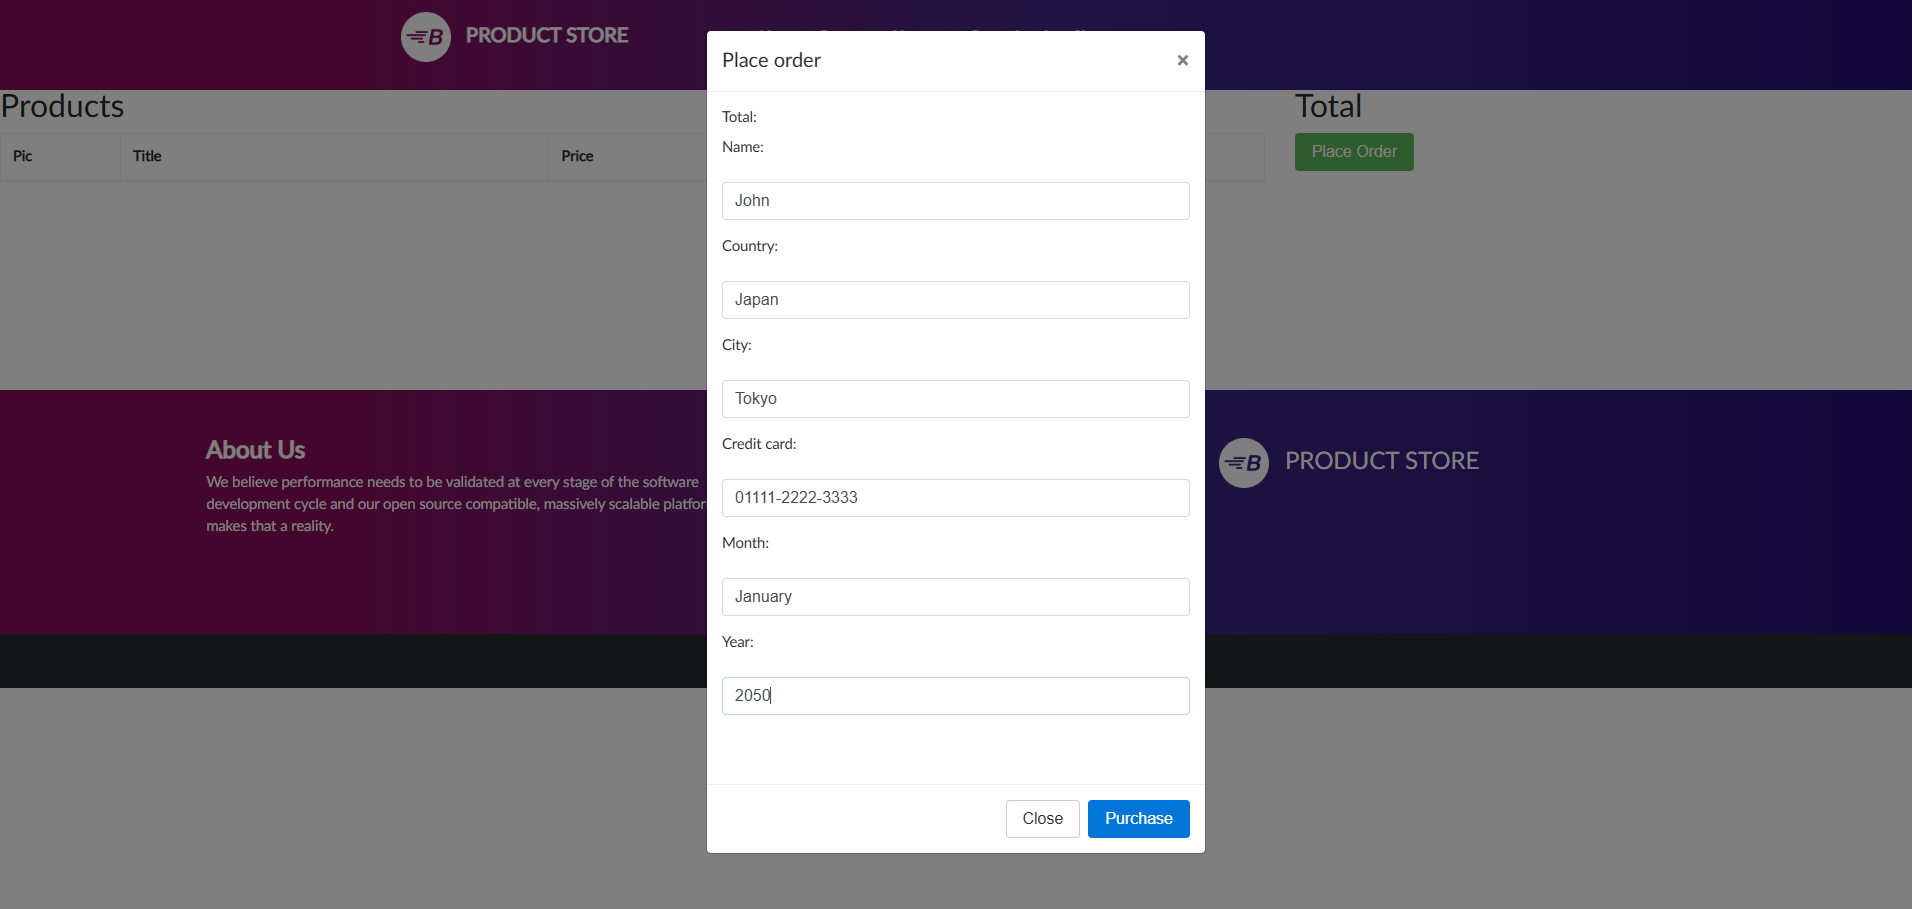 B PRODUCT STORE
Place order
×
Products
Total
Pic
Title
Price
Place Order
Total:
Name:
John
Country:
Japan
City:
Tokyo
Credit card:
01111-2222-3333
Month:
January
Year:
2050
Close
Purchase
About Us
We believe performance needs to be validated at every stage of the software
development cycle and our open source compatible, massively scalable
makes that a reality.
B PRODUCT STORE